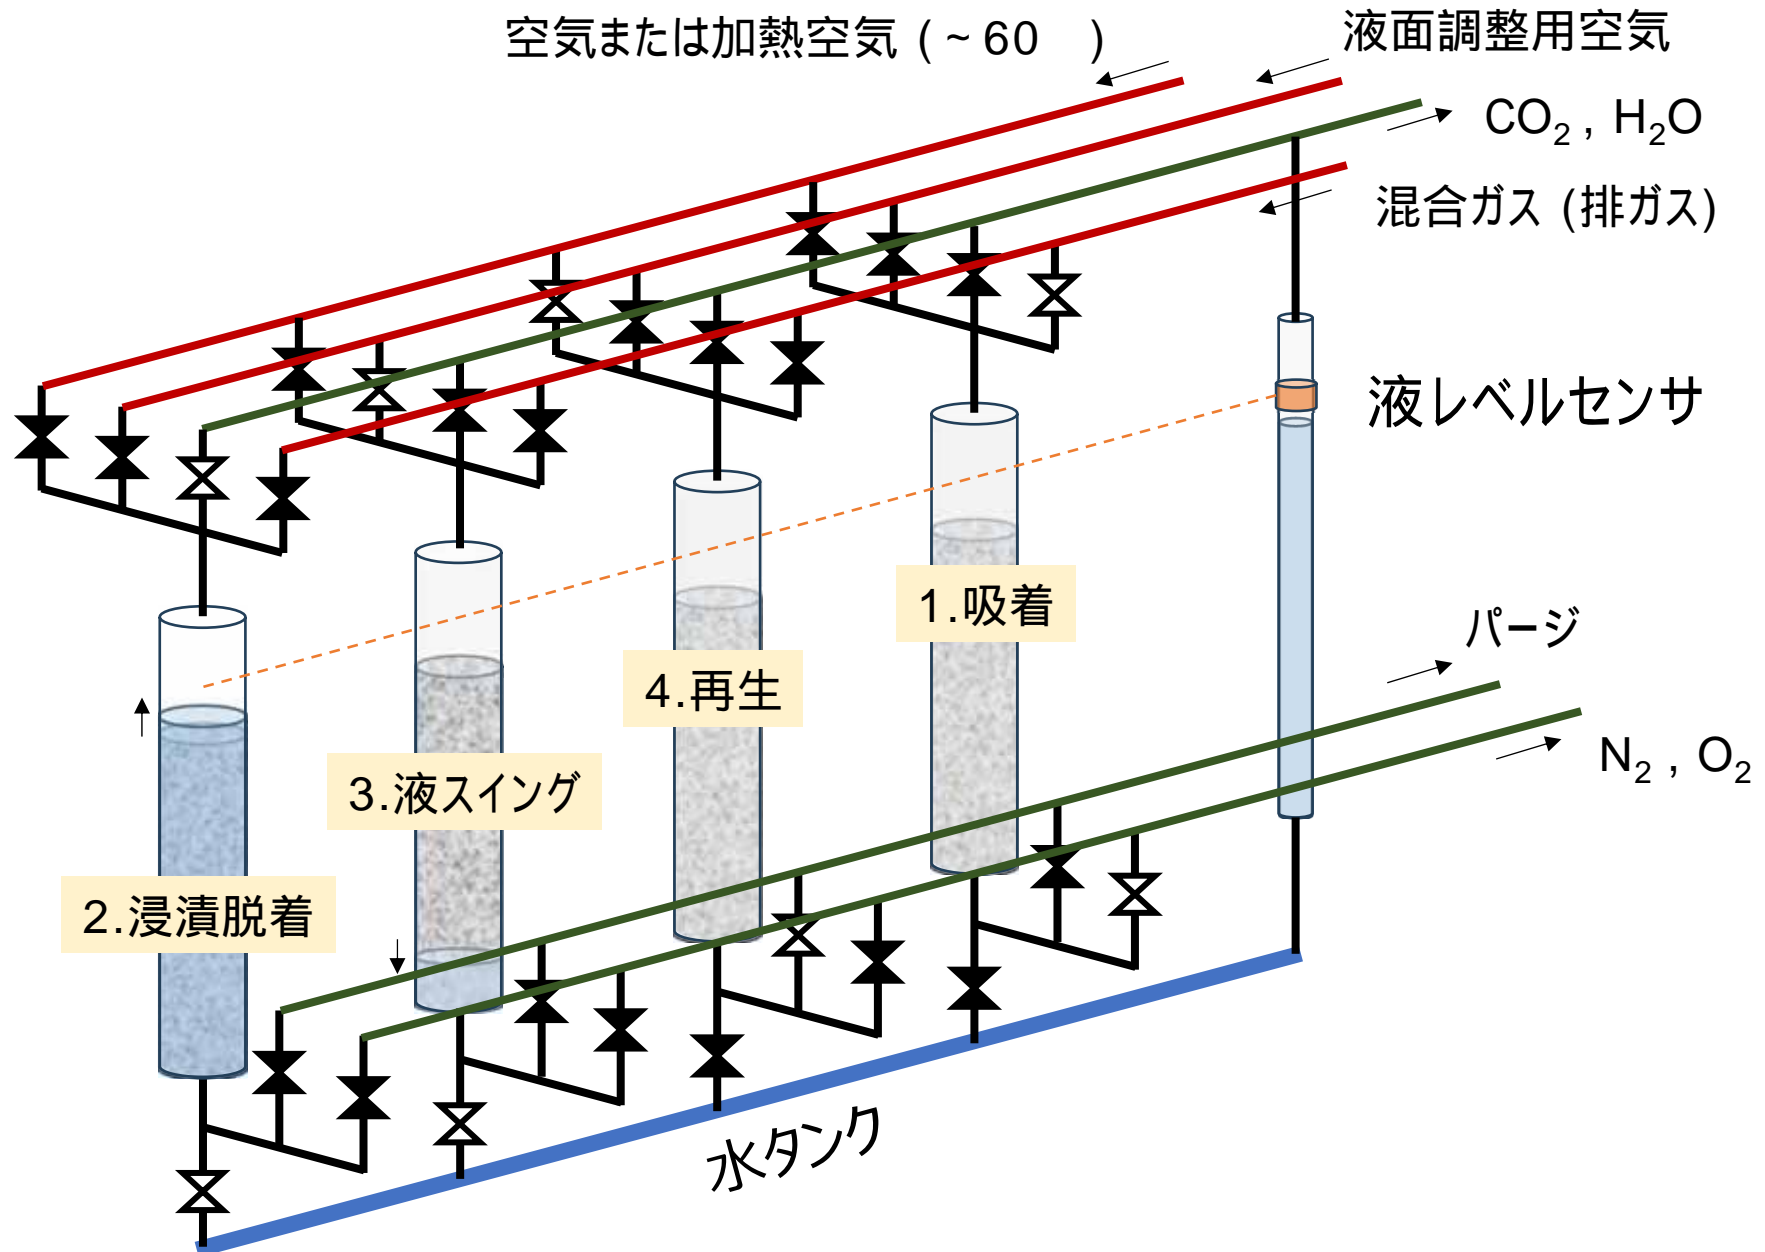 空気または加熱空気 ( ~ 60 )
液面調整用空気
CO₂ , H₂O
混合ガス (排ガス)
液レベルセンサ
1.吸着
パージ
4.再生
N₂ , O₂
3.液スイング
2.浸漬脱着
水タンク